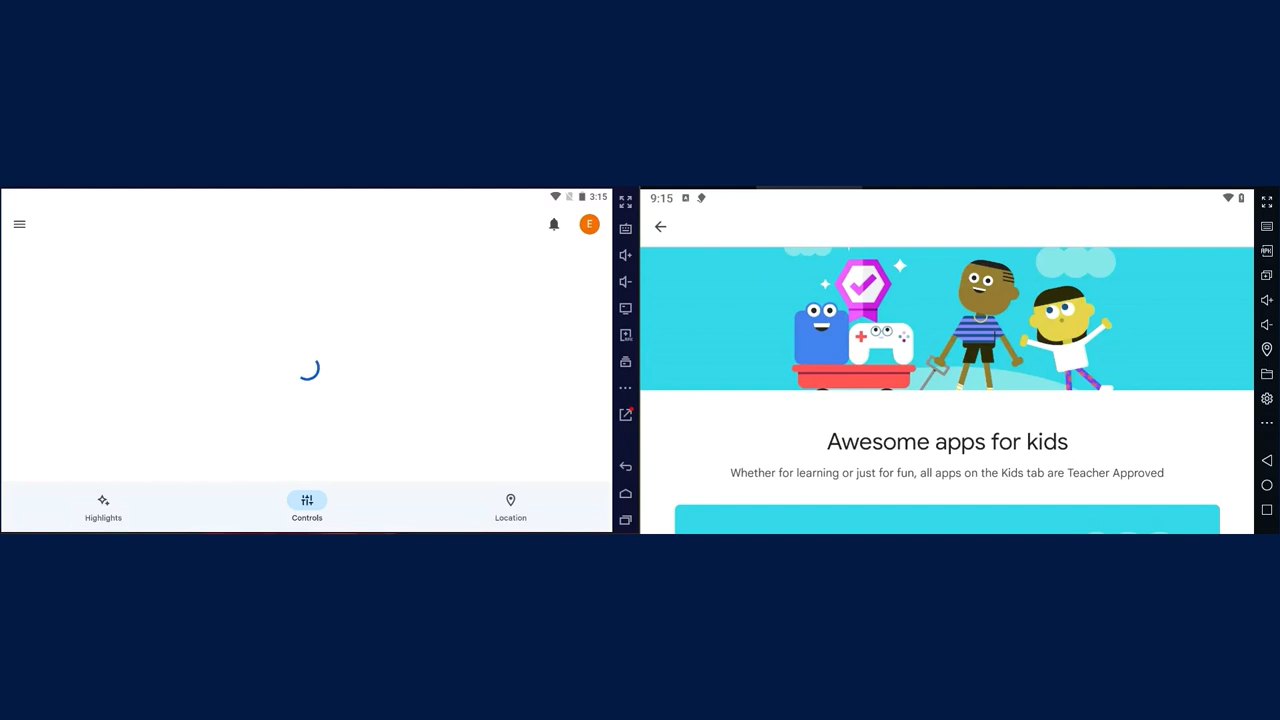 3:15
E
Highlights
Controls
Location
9:15
Awesome apps for kids
Whether for learning or just for fun, all apps on the Kids tab are Teacher Approved